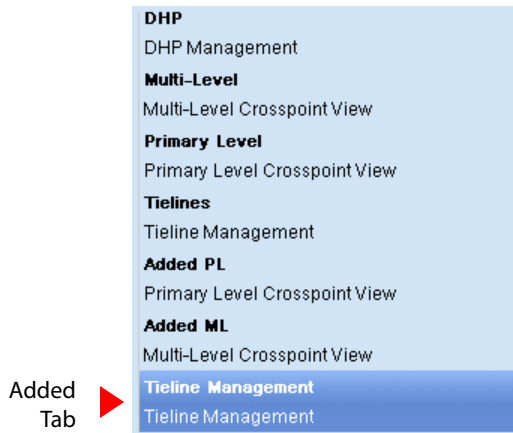 DHP
DHP Management
Multi-Level
Multi-Level Crosspoint View
Primary Level
Primary Level Crosspoint View
Tielines
Tieline Management
Added PL
Primary Level Crosspoint View
Added ML
Multi-Level Crosspoint View
Tieline Management
Tieline Management
Added
Tab